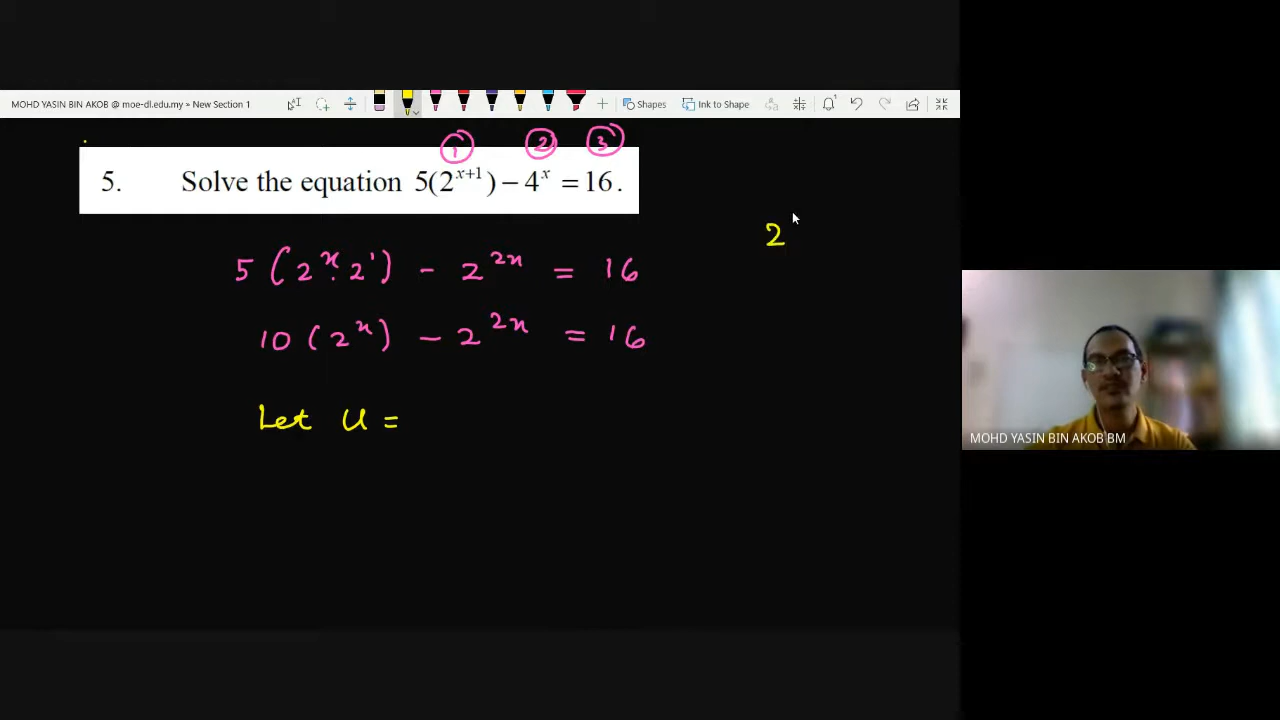 MOHD YASIN BIN AKOB @ moe-dl.edu.my » New Section 1
Shapes
Ink to Shape
1 2 3
5. Solve the equation 5(2^{x+1}) − 4^x = 16.
2
5 (2^x · 2^1) − 2^{2x} = 16
10 (2^x) − 2^{2x} = 16
Let u =
MOHD YASIN BIN AKOB BM